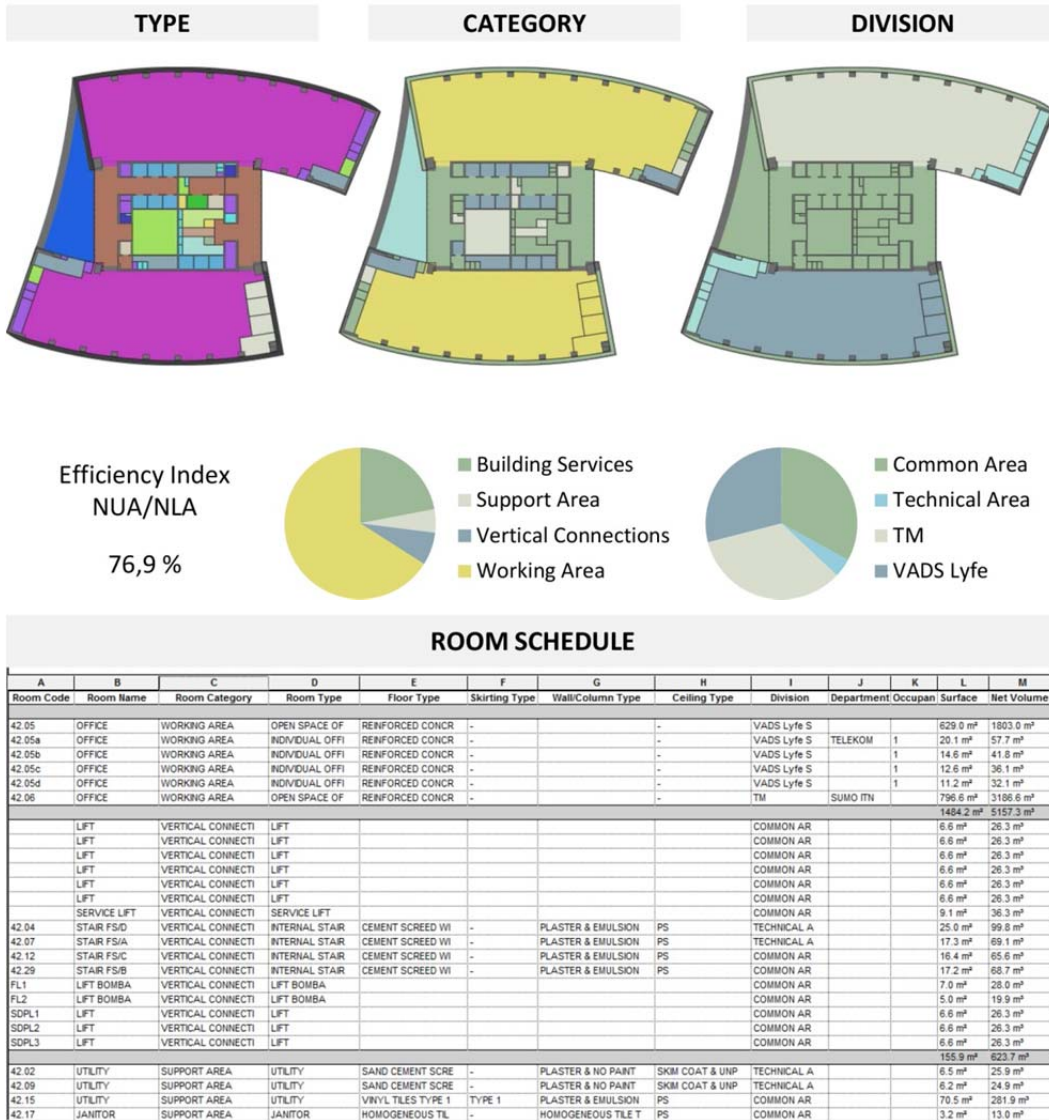 TYPE CATEGORY DIVISION
Efficiency Index
NUA/NLA
76,9 %
Building Services
Support Area
Vertical Connections
Working Area
Common Area
Technical Area
TM
VADS Lyfe
ROOM SCHEDULE
A B C D E F G H I J K L M
Room Code Room Name Room Category Room Type Floor Type Skirting Type Wall/Column Type Ceiling Type Division Department Occupan Surface Net Volume
42.05 OFFICE WORKING AREA OPEN SPACE OF REINFORCED CONCR - - VADS Lyfe S 629.0 m² 1803.0 m³
42.05a OFFICE WORKING AREA INDIVIDUAL OFFI REINFORCED CONCR - - VADS Lyfe S TELEKOM 1 20.1 m² 57.7 m³
42.05b OFFICE WORKING AREA INDIVIDUAL OFFI REINFORCED CONCR - - VADS Lyfe S 1 14.6 m² 41.8 m³
42.05c OFFICE WORKING AREA INDIVIDUAL OFFI REINFORCED CONCR - - VADS Lyfe S 1 12.6 m² 36.1 m³
42.05d OFFICE WORKING AREA INDIVIDUAL OFFI REINFORCED CONCR - - VADS Lyfe S 1 11.2 m² 32.1 m³
42.06 OFFICE WORKING AREA OPEN SPACE OF REINFORCED CONCR - - TM SUMO ITN 796.6 m² 3186.6 m³
1484.2 m² 5157.3 m³
LIFT VERTICAL CONNECTI LIFT COMMON AR 6.6 m² 26.3 m³
LIFT VERTICAL CONNECTI LIFT COMMON AR 6.6 m² 26.3 m³
LIFT VERTICAL CONNECTI LIFT COMMON AR 6.6 m² 26.3 m³
LIFT VERTICAL CONNECTI LIFT COMMON AR 6.6 m² 26.3 m³
LIFT VERTICAL CONNECTI LIFT COMMON AR 6.6 m² 26.3 m³
LIFT VERTICAL CONNECTI LIFT COMMON AR 6.6 m² 26.3 m³
SERVICE LIFT VERTICAL CONNECTI SERVICE LIFT COMMON AR 9.1 m² 36.3 m³
42.04 STAIR FS/D VERTICAL CONNECTI INTERNAL STAIR CEMENT SCREED WI - PLASTER & EMULSION PS TECHNICAL A 25.0 m² 99.8 m³
42.07 STAIR FS/A VERTICAL CONNECTI INTERNAL STAIR CEMENT SCREED WI - PLASTER & EMULSION PS TECHNICAL A 17.3 m² 69.1 m³
42.12 STAIR FS/C VERTICAL CONNECTI INTERNAL STAIR CEMENT SCREED WI - PLASTER & EMULSION PS COMMON AR 16.4 m² 65.6 m³
42.29 STAIR FS/B VERTICAL CONNECTI INTERNAL STAIR CEMENT SCREED WI - PLASTER & EMULSION PS COMMON AR 17.2 m² 68.7 m³
FL1 LIFT BOMBA VERTICAL CONNECTI LIFT BOMBA COMMON AR 7.0 m² 28.0 m³
FL2 LIFT BOMBA VERTICAL CONNECTI LIFT BOMBA COMMON AR 5.0 m² 19.9 m³
SDPL1 LIFT VERTICAL CONNECTI LIFT COMMON AR 6.6 m² 26.3 m³
SDPL2 LIFT VERTICAL CONNECTI LIFT COMMON AR 6.6 m² 26.3 m³
SDPL3 LIFT VERTICAL CONNECTI LIFT COMMON AR 6.6 m² 26.3 m³
155.9 m² 623.7 m³
42.02 UTILITY SUPPORT AREA UTILITY SAND CEMENT SCRE - PLASTER & NO PAINT SKIM COAT & UNP TECHNICAL A 6.5 m² 25.9 m³
42.09 UTILITY SUPPORT AREA UTILITY SAND CEMENT SCRE - PLASTER & NO PAINT SKIM COAT & UNP TECHNICAL A 6.2 m² 24.9 m³
42.15 UTILITY SUPPORT AREA UTILITY VINYL TILES TYPE 1 TYPE 1 PLASTER & EMULSION PS COMMON AR 70.5 m² 281.9 m³
42.17 JANITOR SUPPORT AREA JANITOR HOMOGENEOUS TIL - HOMOGENEOUS TILE T PS COMMON AR 3.2 m² 13.0 m³